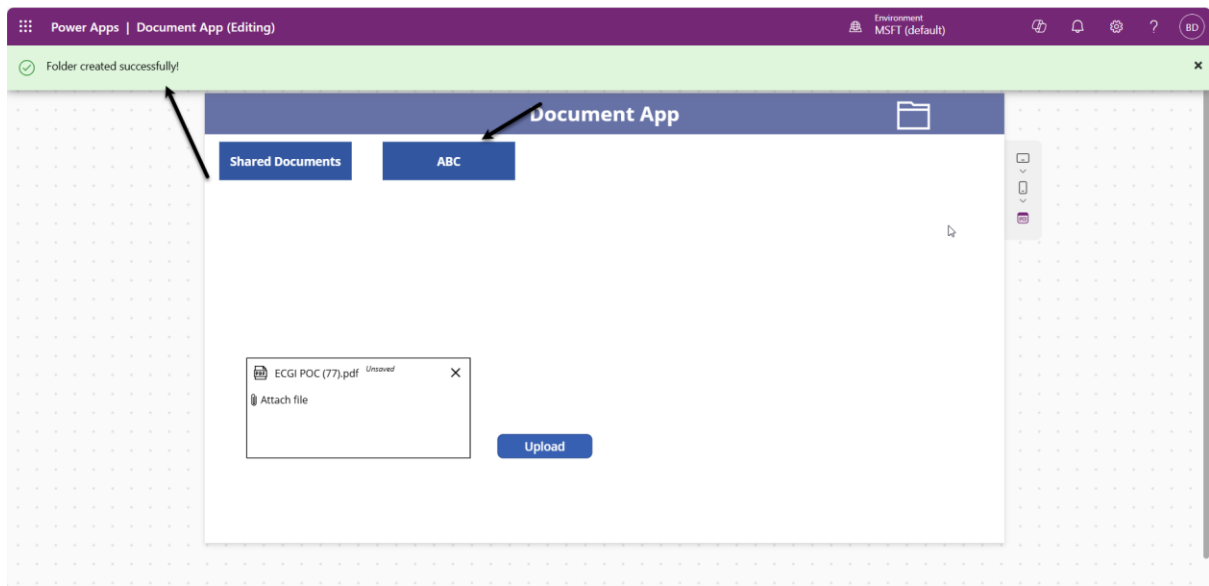 Power Apps | Document App (Editing)
Environment
MSFT (default)
?
BD
Folder created successfully!
Document App
Shared Documents
ABC
PDF
ECGI POC (77).pdf Unsaved
Attach file
Upload